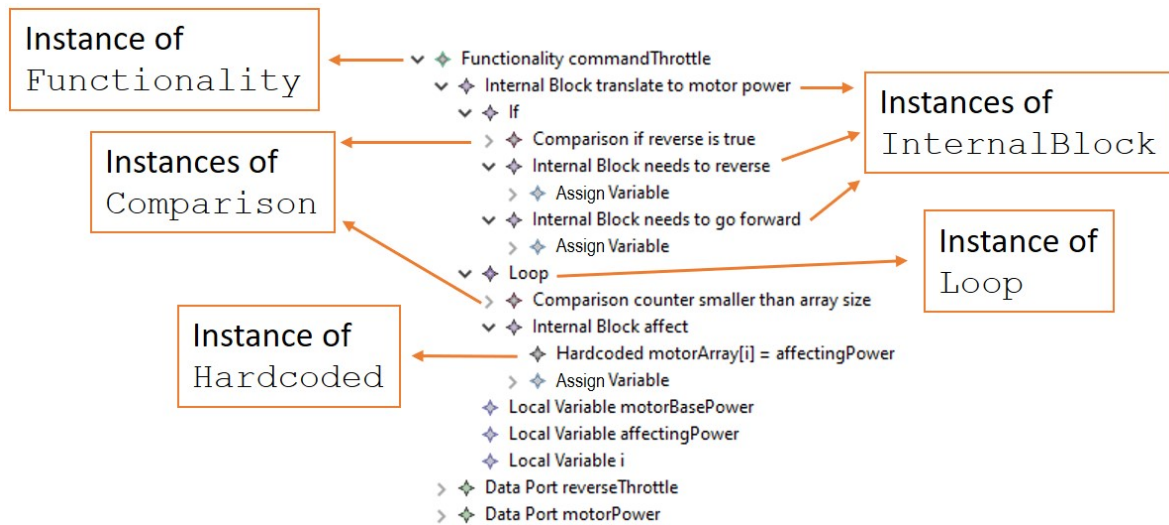 Instance of
Functionality
Instances of
Comparison
Instance of
Hardcoded
Functionality commandThrottle
Internal Block translate to motor power
If
Comparison if reverse is true
Internal Block needs to reverse
Assign Variable
Internal Block needs to go forward
Assign Variable
Loop
Comparison counter smaller than array size
Internal Block affect
Hardcoded motorArray[i] = affectingPower
Assign Variable
Local Variable motorBasePower
Local Variable affectingPower
Local Variable i
Data Port reverseThrottle
Data Port motorPower
Instances of
InternalBlock
Instance of
Loop